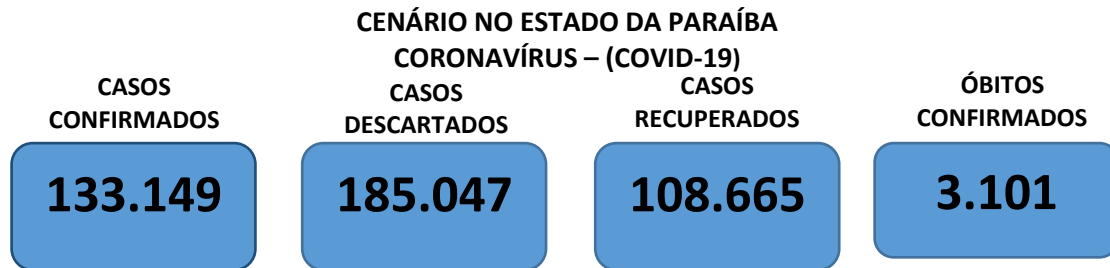 CENÁRIO NO ESTADO DA PARAÍBA
CORONAVÍRUS – (COVID-19)
CASOS
CONFIRMADOS
133.149
CASOS
DESCARTADOS
185.047
CASOS
RECUPERADOS
108.665
ÓBITOS
CONFIRMADOS
3.101